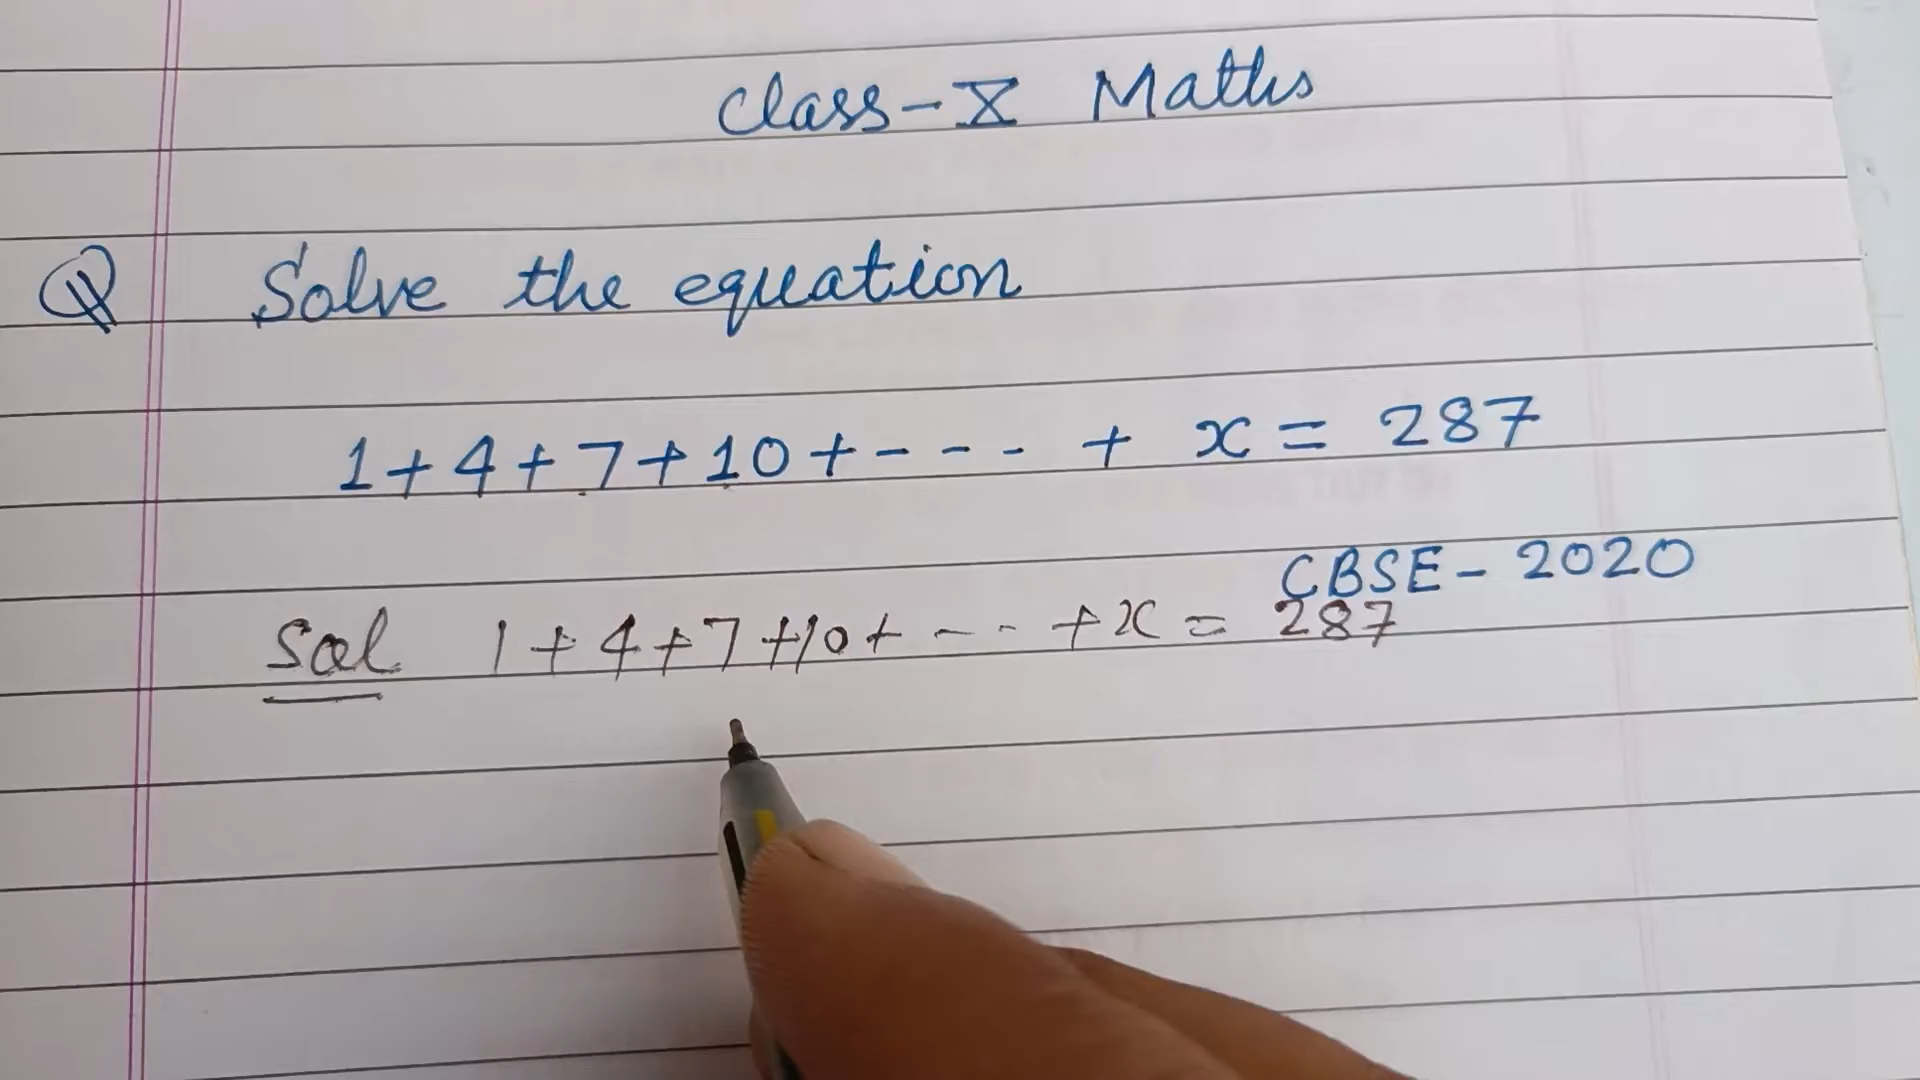 Class-X Maths
Q Solve the equation
1+4+7+10+---- + x = 287
CBSE-2020
Sol 1+4+7+10+ --- +x = 287